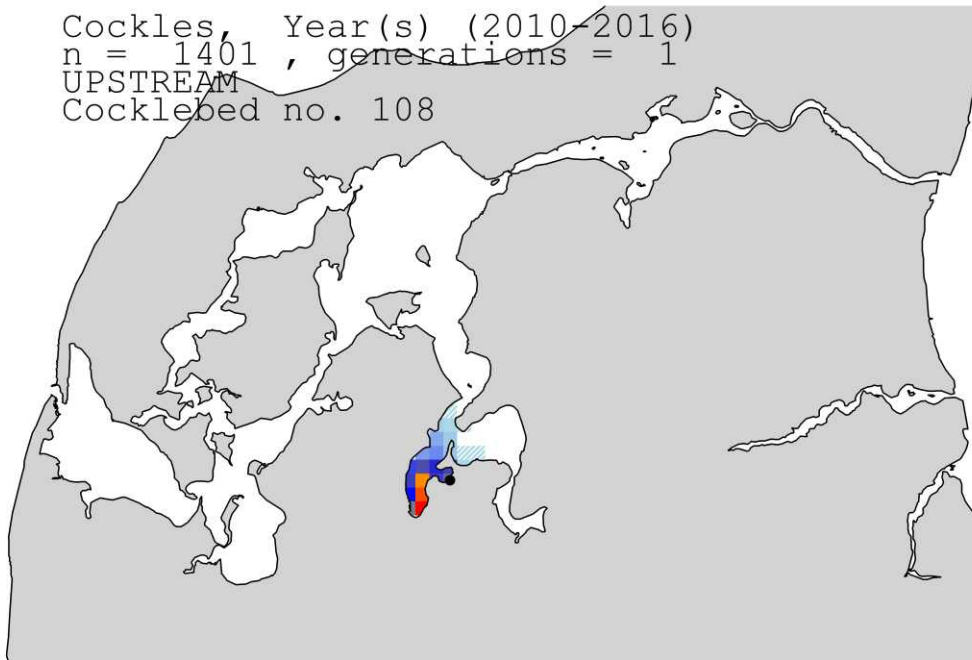 Cockles, Year(s) (2010-2016)
n = 1401 , generations = 1
UPSTREAM
Cocklebed no. 108